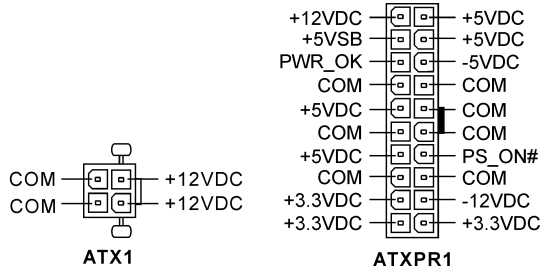 +12VDC +5VDC
+5VSB +5VDC
PWR_OK -5VDC
COM COM
+5VDC COM
COM COM
+5VDC PS_ON#
COM COM
+3.3VDC -12VDC
+3.3VDC +3.3VDC
ATXPR1
COM +12VDC
COM +12VDC
ATX1